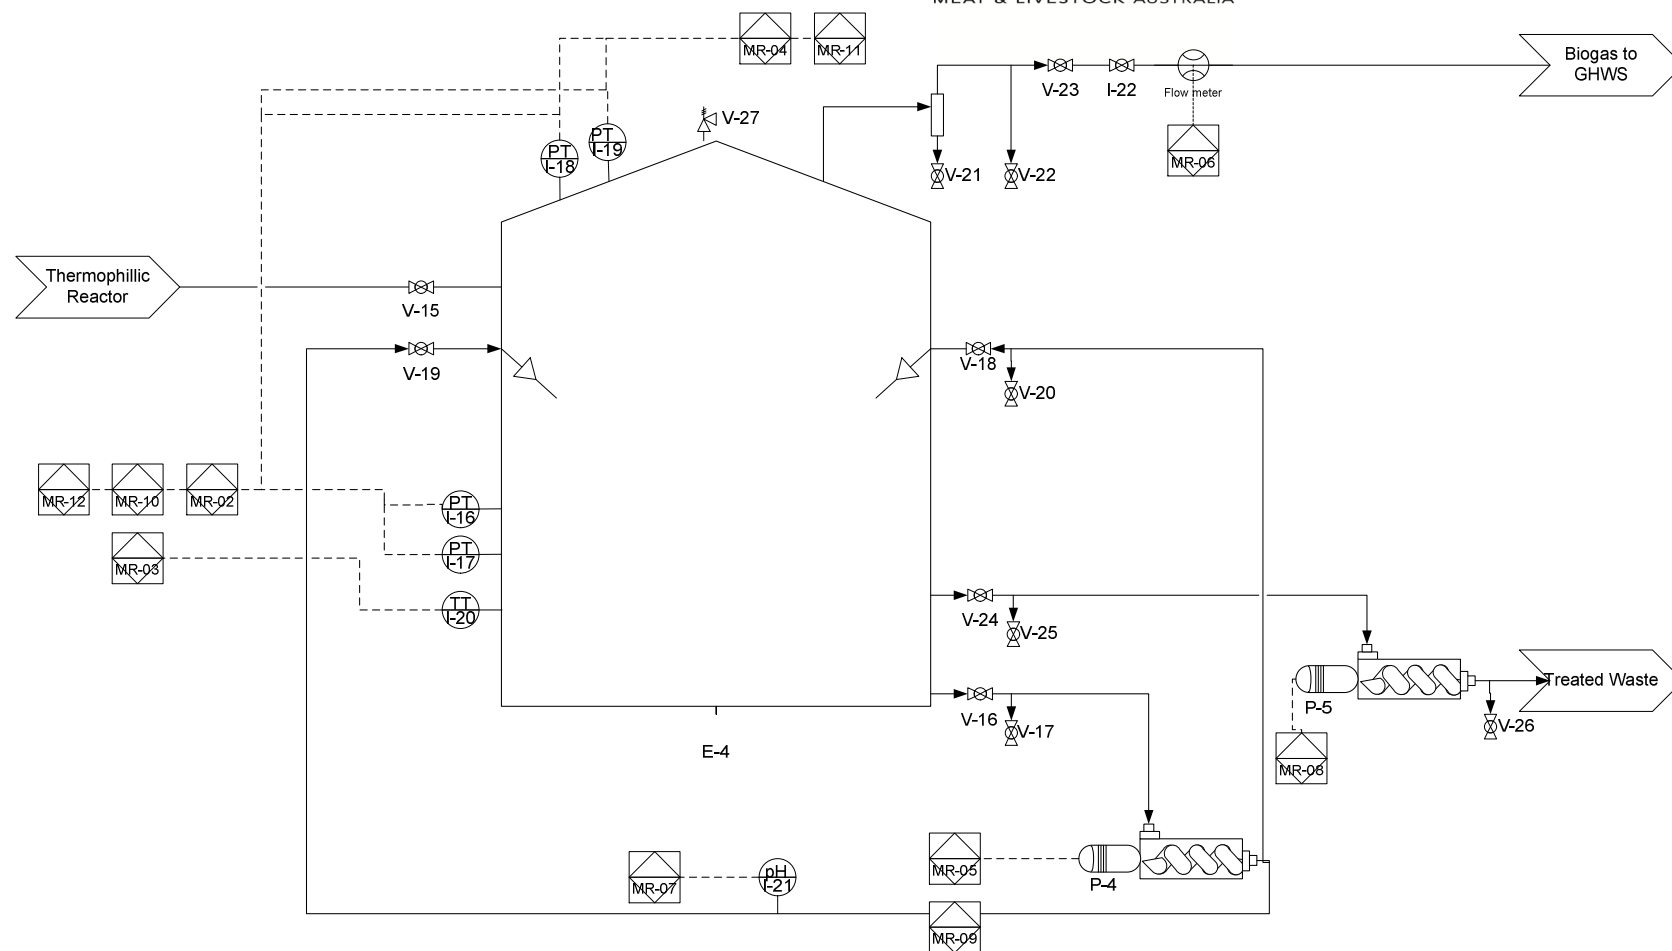 MEAT & LIVESTOCK AUSTRALIA
MR-04
MR-11
Biogas to
GHWS
V-23
I-22
Flow meter
V-27
PT
I-18
PT
I-19
V-21
V-22
MR-06
Thermophillic
Reactor
V-15
V-19
V-18
V-20
MR-12
MR-10
MR-02
PT
I-16
MR-03
PT
I-17
TT
I-20
V-24
V-25
Treated Waste
P-5
V-16
V-17
V-26
E-4
MR-08
MR-05
P-4
MR-07
pH
I-21
MR-09